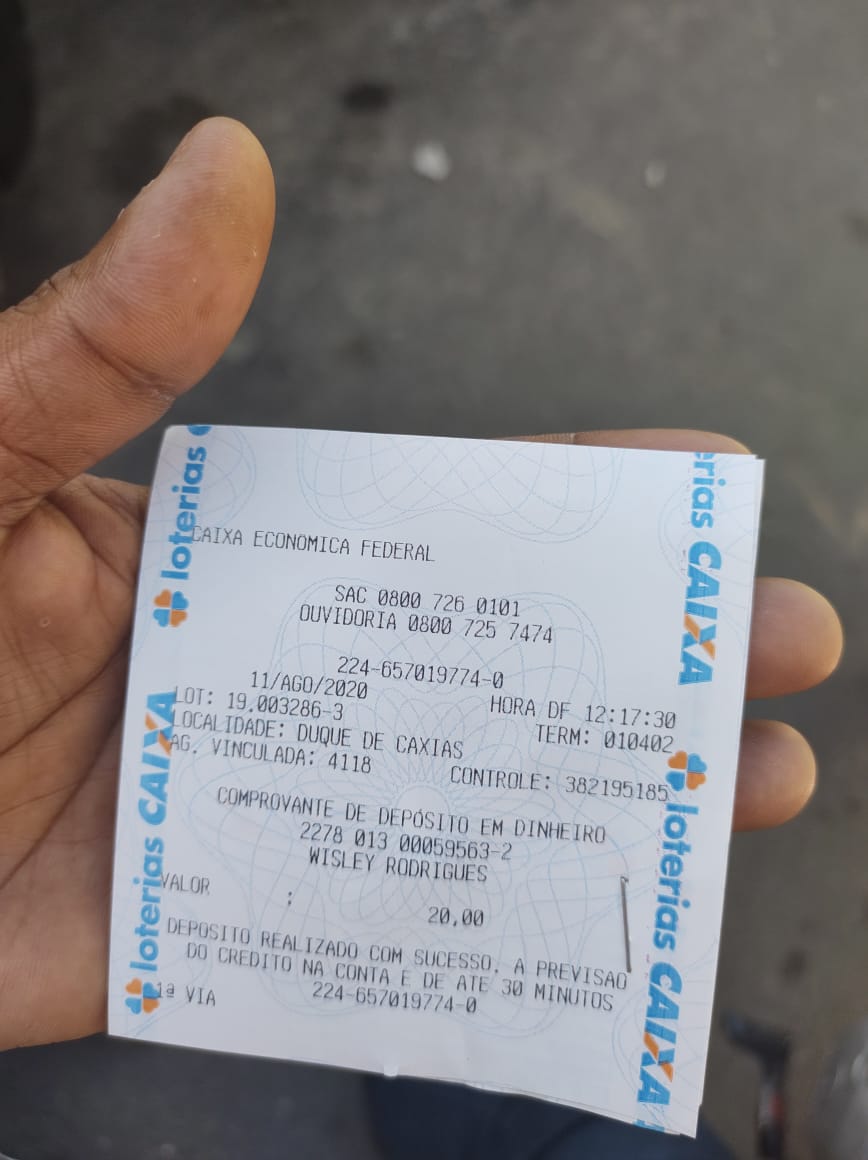 CAIXA ECONOMICA FEDERAL
SAC 0800 726 0101
OUVIDORIA 0800 725 7474
224-657019774-0
11/AGO/2020 HORA DF 12:17:30
LOT: 19.003286-3 TERM: 010402
LOCALIDADE: DUQUE DE CAXIAS
AG. VINCULADA: 4118 CONTROLE: 382195185
COMPROVANTE DE DEPÓSITO EM DINHEIRO
2278 013 00059563-2
WISLEY RODRIGUES
VALOR : 20,00
DEPOSITO REALIZADO COM SUCESSO. A PREVISAO
DO CREDITO NA CONTA E DE ATE 30 MINUTOS
1ª VIA 224-657019774-0
loterias
loterias CAIXA
erias CAIXA
loterias CAIXA